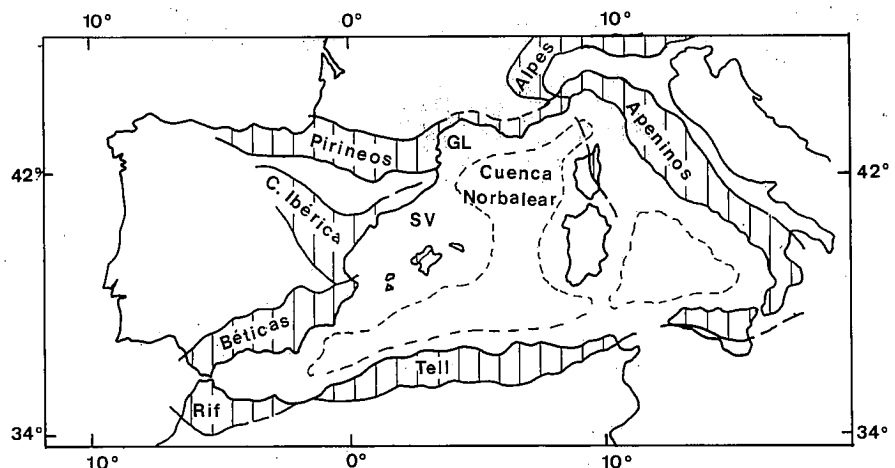 10° 0° 10°
Alpes
Pirineos
GL
Apeninos
42°
Cuenca
Norbalear
42°
C. Ibérica
SV
Béticas
Tell
Rif
34°
34°
10° 0° 10°